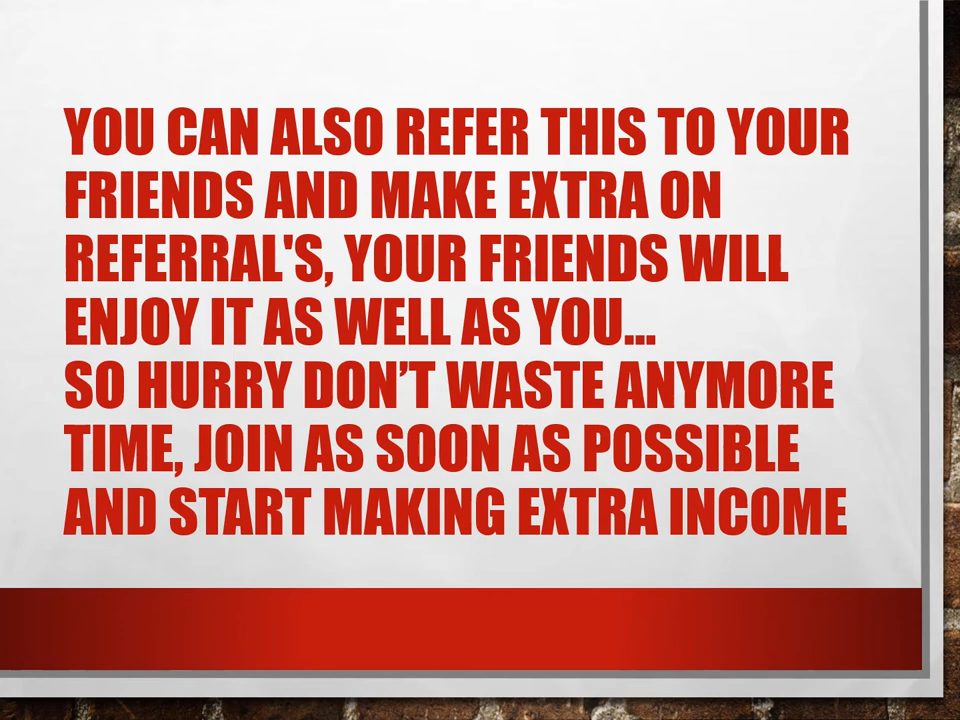 YOU CAN ALSO REFER THIS TO YOUR
FRIENDS AND MAKE EXTRA ON
REFERRAL'S, YOUR FRIENDS WILL
ENJOY IT AS WELL AS YOU...
SO HURRY DON’T WASTE ANYMORE
TIME, JOIN AS SOON AS POSSIBLE
AND START MAKING EXTRA INCOME